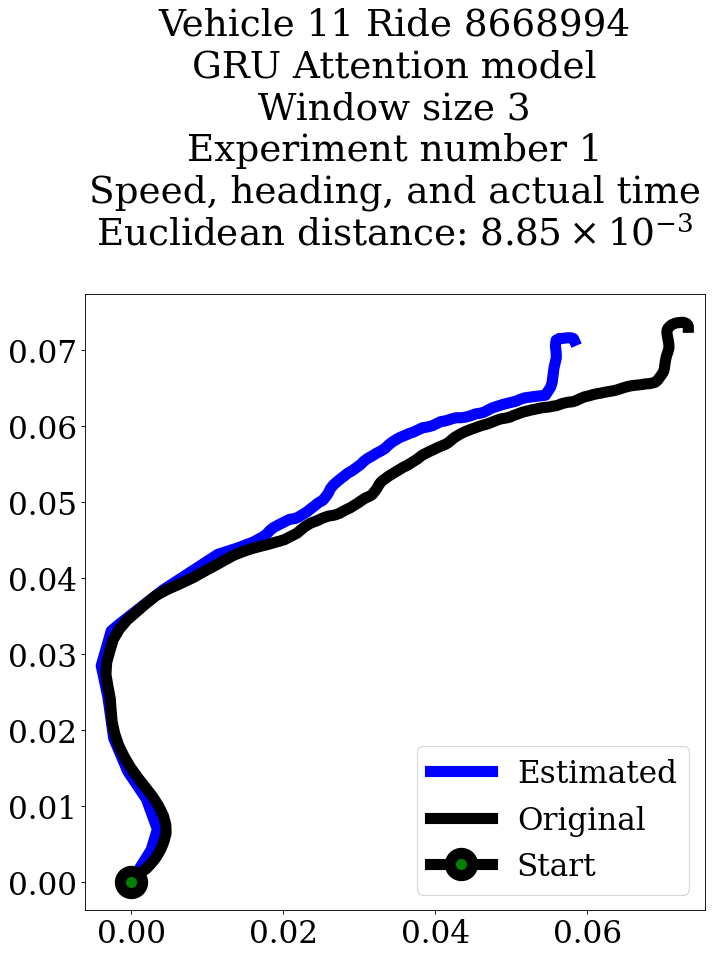 Vehicle 11 Ride 8668994
GRU Attention model
Window size 3
Experiment number 1
Speed, heading, and actual time
Euclidean distance: 8.85 × 10⁻³
0.07
0.06
0.05
0.04
0.03
0.02
0.01
0.00
Estimated
Original
Start
0.00 0.02 0.04 0.06